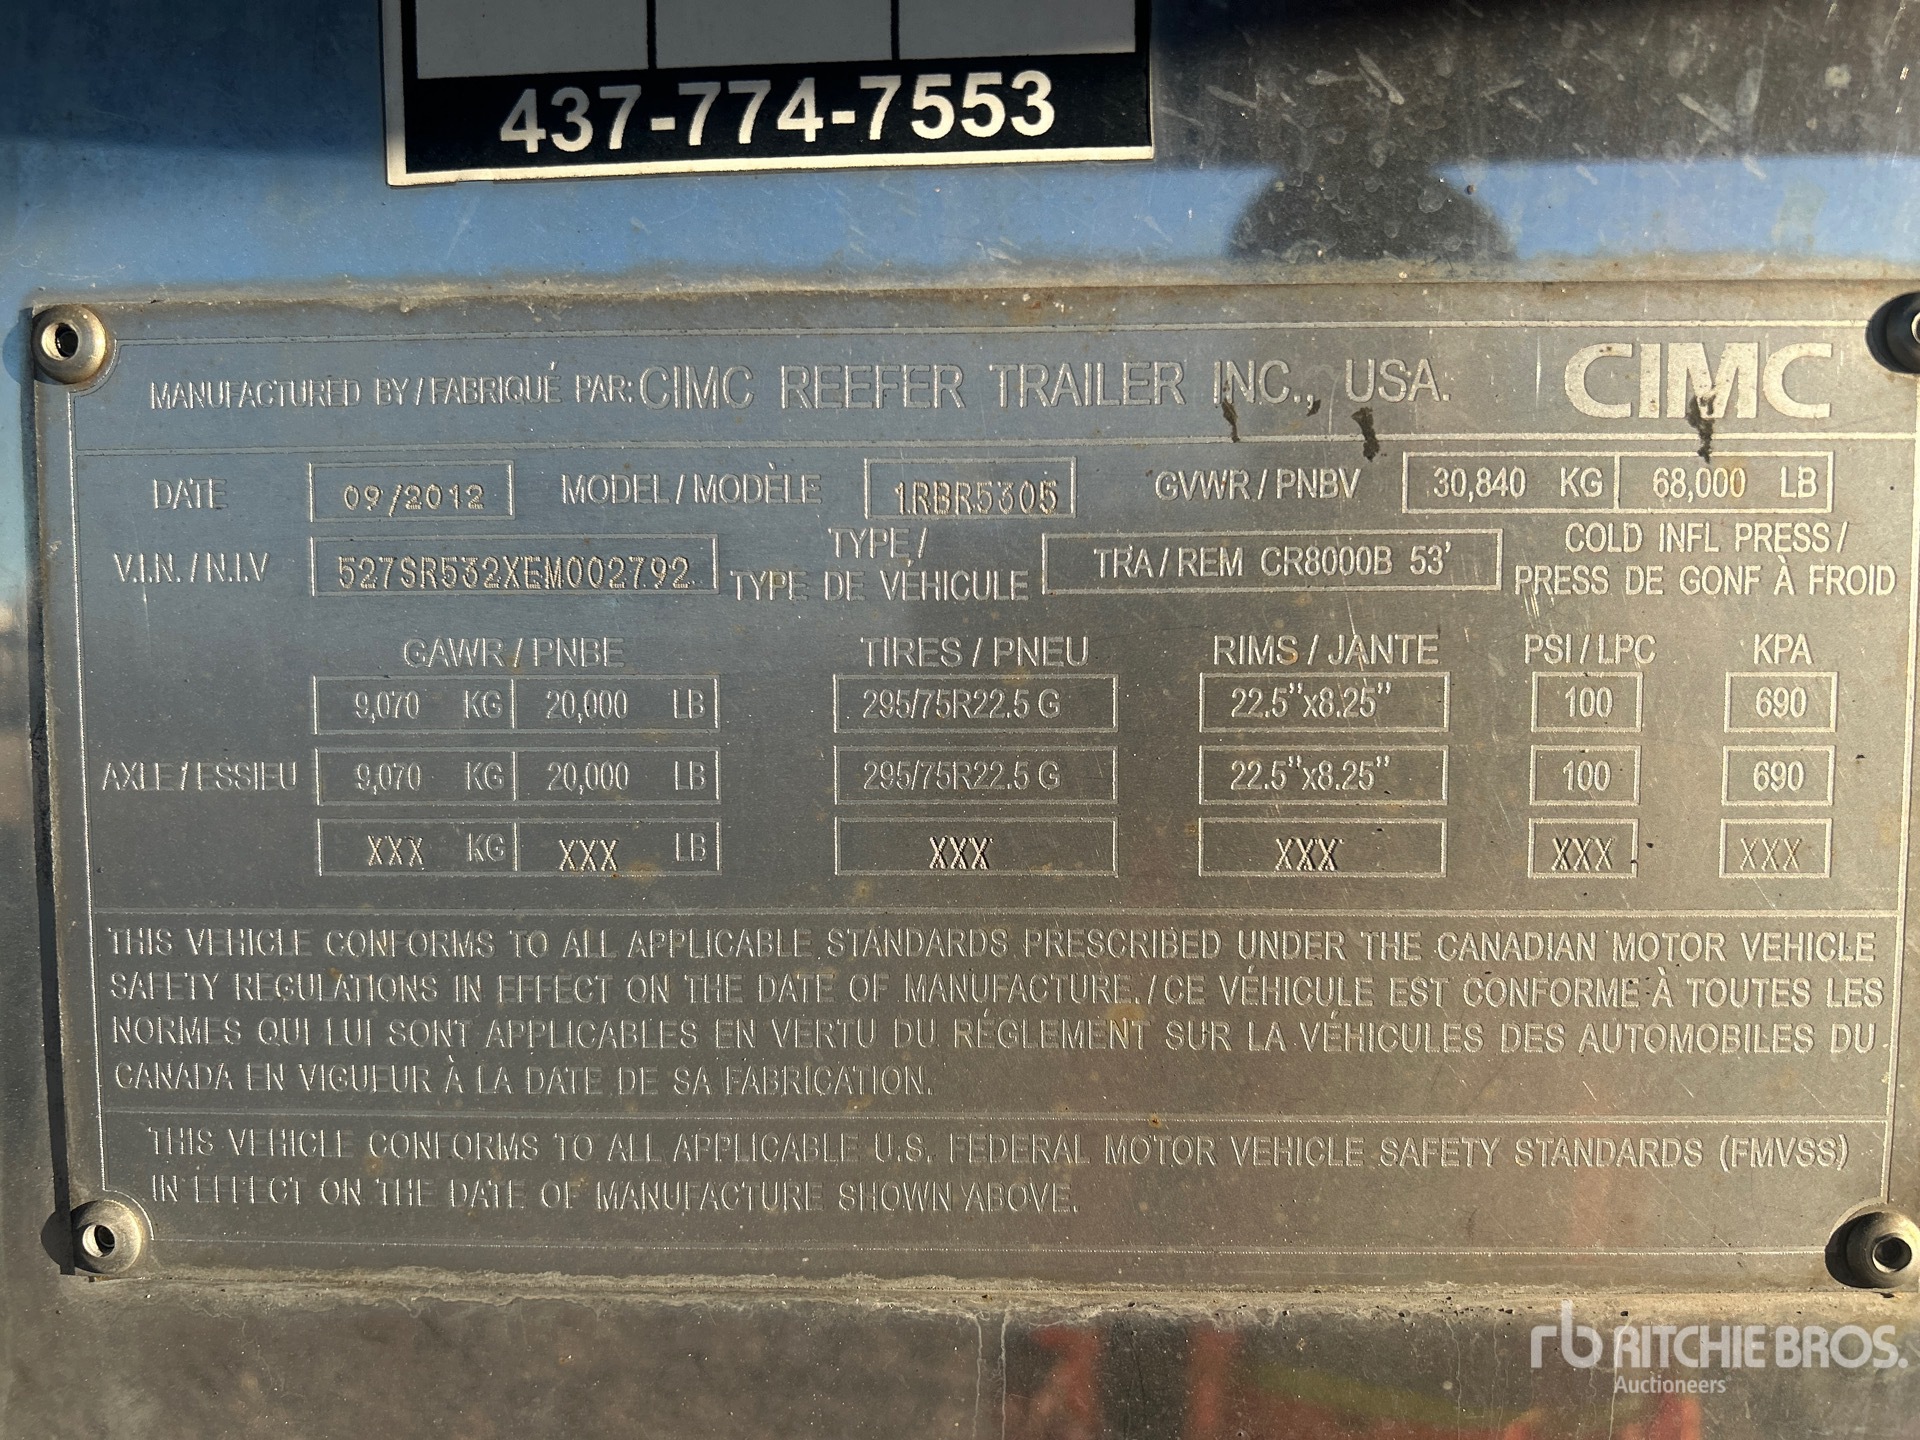 437-774-7553
MANUFACTURED BY / FABRIQUÉ PAR: CIMC REEFER TRAILER INC., USA. CIMC
DATE 09/2012 MODEL / MODÈLE 1RBR5305 GVWR / PNBV 30,840 KG 68,000 LB
V.I.N. / N.I.V 527SR532XEM002792 TYPE / TYPE DE VÉHICULE TRA / REM CR8000B 53' COLD INFL PRESS / PRESS DE GONF À FROID
GAWR / PNBE TIRES / PNEU RIMS / JANTE PSI / LPC KPA
9,070 KG 20,000 LB 295/75R22.5 G 22.5"x8.25" 100 690
AXLE / ESSIEU 9,070 KG 20,000 LB 295/75R22.5 G 22.5"x8.25" 100 690
XXX KG XXX LB XXX XXX XXX XXX
THIS VEHICLE CONFORMS TO ALL APPLICABLE STANDARDS PRESCRIBED UNDER THE CANADIAN MOTOR VEHICLE
SAFETY REGULATIONS IN EFFECT ON THE DATE OF MANUFACTURE. / CE VÉHICULE EST CONFORME À TOUTES LES
NORMES QUI LUI SONT APPLICABLES EN VERTU DU RÉGLEMENT SUR LA VÉHICULES DES AUTOMOBILES DU
CANADA EN VIGUEUR À LA DATE DE SA FABRICATION.
THIS VEHICLE CONFORMS TO ALL APPLICABLE U.S. FEDERAL MOTOR VEHICLE SAFETY STANDARDS (FMVSS)
IN EFFECT ON THE DATE OF MANUFACTURE SHOWN ABOVE.
rb RITCHIE BROS.
Auctioneers